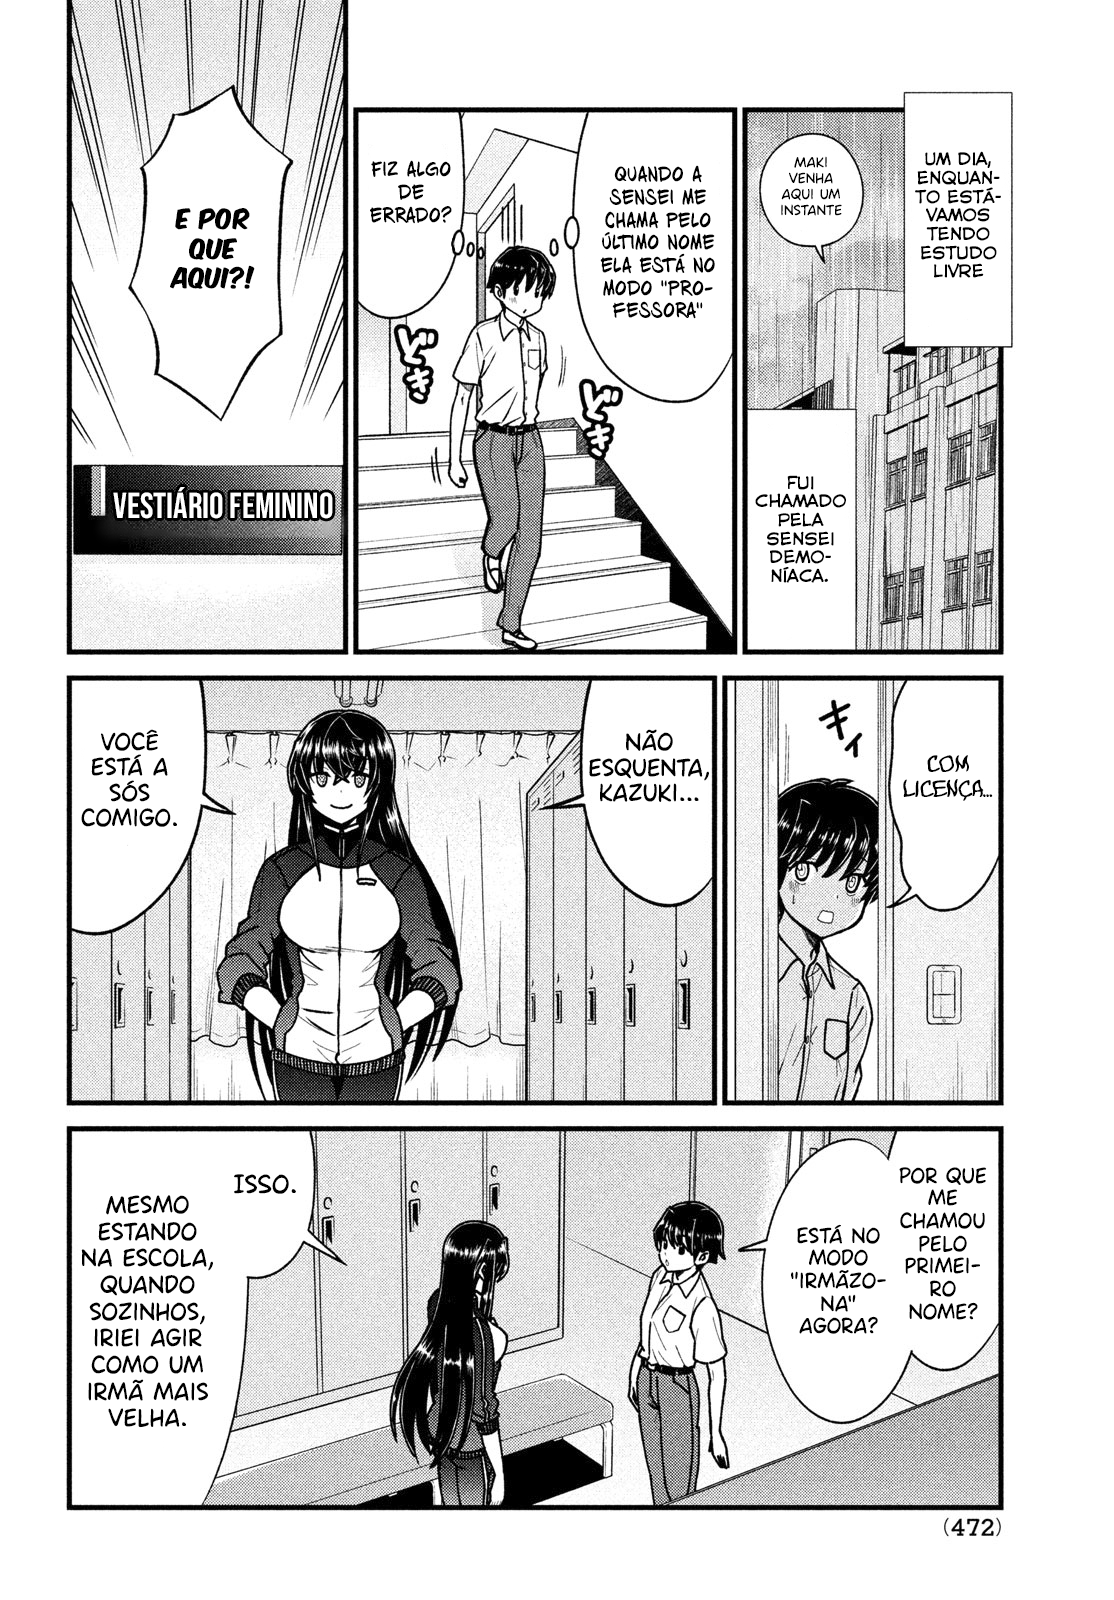 UM DIA,
ENQUAN-
TO ESTÁ-
VAMOS
TENDO
ESTUDO
LIVRE
MAKI
VENHA
AQUI UM
INSTANTE
FUI
CHAMADO
PELA
SENSEI
DEMO-
NÍACA.
QUANDO A
SENSEI ME
CHAMA PELO
ÚLTIMO NOME
ELA ESTÁ NO
MODO "PRO-
FESSORA"
FIZ ALGO
DE
ERRADO?
どき
どき
E POR
QUE
AQUI?!
VESTIÁRIO FEMININO
COM
LICENÇA...
キィ
NÃO
ESQUENTA,
KAZUKI...
VOCÊ
ESTÁ A
SÓS
COMIGO.
POR QUE
ME
CHAMOU
PELO
PRIMEI-
RO
NOME?
ESTÁ NO
MODO
"IRMÃZO-
NA"
AGORA?
ISSO.
MESMO
ESTANDO
NA ESCOLA,
QUANDO
SOZINHOS,
IRIEI AGIR
COMO UM
IRMÃ MAIS
VELHA.
(472)